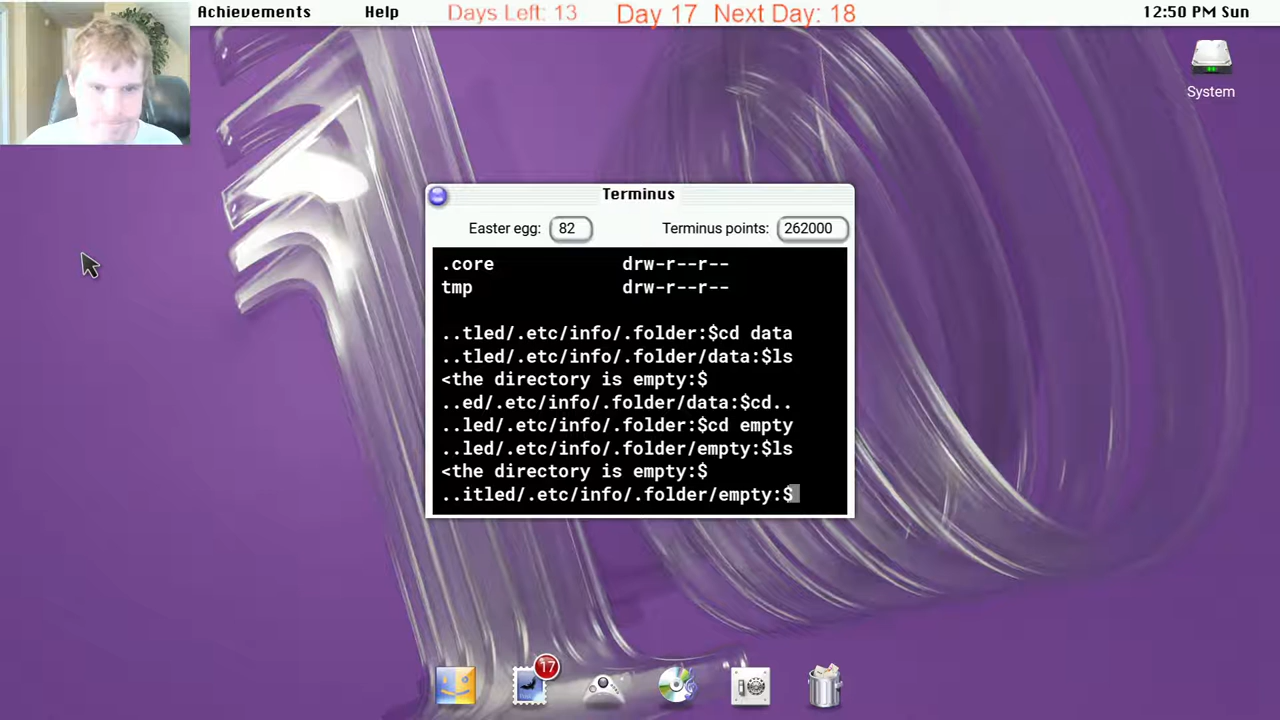 Achievements Help Days Left: 13 Day 17 Next Day: 18 12:50 PM Sun
System
Terminus
Easter egg: 82 Terminus points: 262000
.core drw-r--r--
tmp drw-r--r--
..tled/.etc/info/.folder:$cd data
..tled/.etc/info/.folder/data:$ls
<the directory is empty:$
..ed/.etc/info/.folder/data:$cd..
..led/.etc/info/.folder:$cd empty
..led/.etc/info/.folder/empty:$ls
<the directory is empty:$
..itled/.etc/info/.folder/empty:$
17